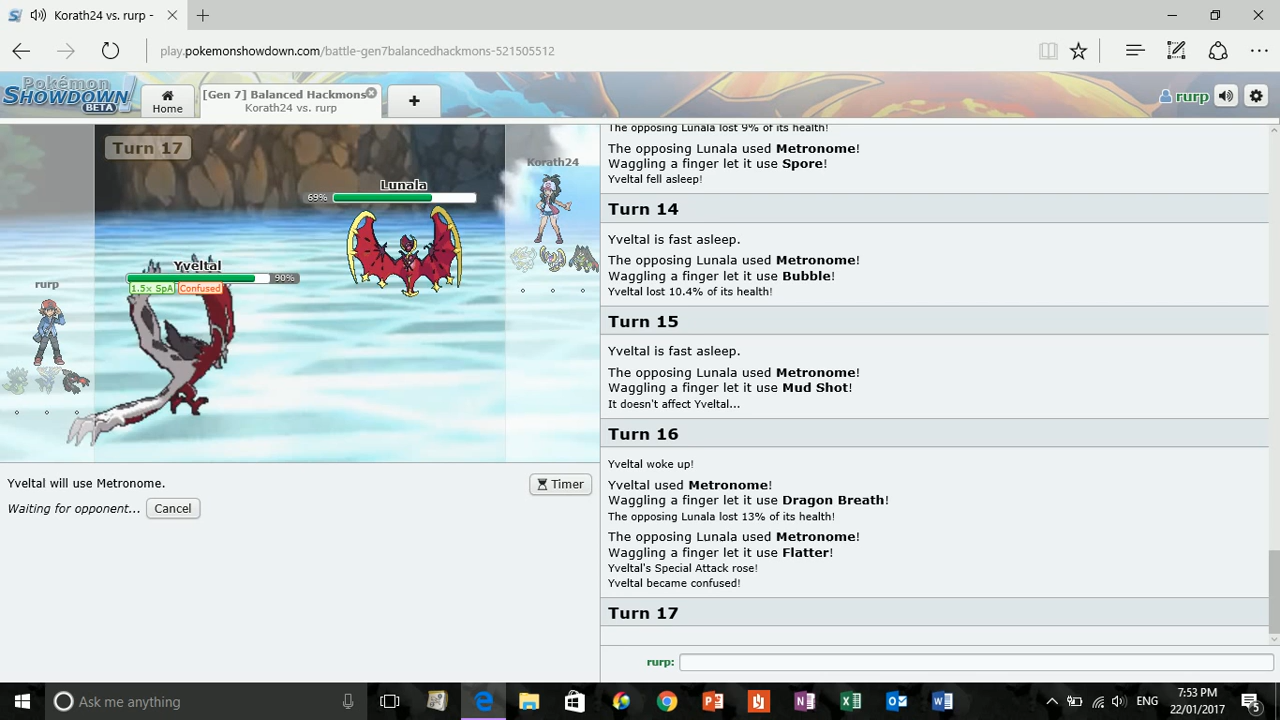 Korath24 vs. rurp -
play.pokemonshowdown.com/battle-gen7balancedhackmons-521505512
Pokémon
Showdown
BETA
Home
[Gen 7] Balanced Hackmons
Korath24 vs. rurp
rurp
Turn 17
Korath24
Lunala
69%
Yveltal
90%
1.5x SpA Confused
rurp
Yveltal will use Metronome.
Timer
Waiting for opponent... Cancel
The opposing Lunala lost 9% of its health!
The opposing Lunala used Metronome!
Waggling a finger let it use Spore!
Yveltal fell asleep!
Turn 14
Yveltal is fast asleep.
The opposing Lunala used Metronome!
Waggling a finger let it use Bubble!
Yveltal lost 10.4% of its health!
Turn 15
Yveltal is fast asleep.
The opposing Lunala used Metronome!
Waggling a finger let it use Mud Shot!
It doesn't affect Yveltal...
Turn 16
Yveltal woke up!
Yveltal used Metronome!
Waggling a finger let it use Dragon Breath!
The opposing Lunala lost 13% of its health!
The opposing Lunala used Metronome!
Waggling a finger let it use Flatter!
Yveltal's Special Attack rose!
Yveltal became confused!
Turn 17
rurp:
Ask me anything
ENG
7:53 PM
22/01/2017
5